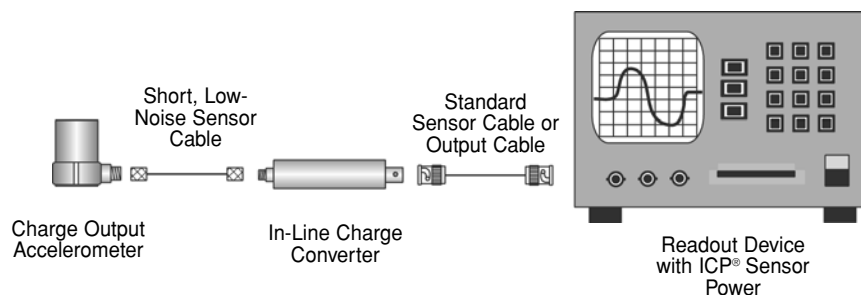 Short, Low-
Noise Sensor
Cable
Standard
Sensor Cable or
Output Cable
Charge Output
Accelerometer
In-Line Charge
Converter
Readout Device
with ICP® Sensor
Power